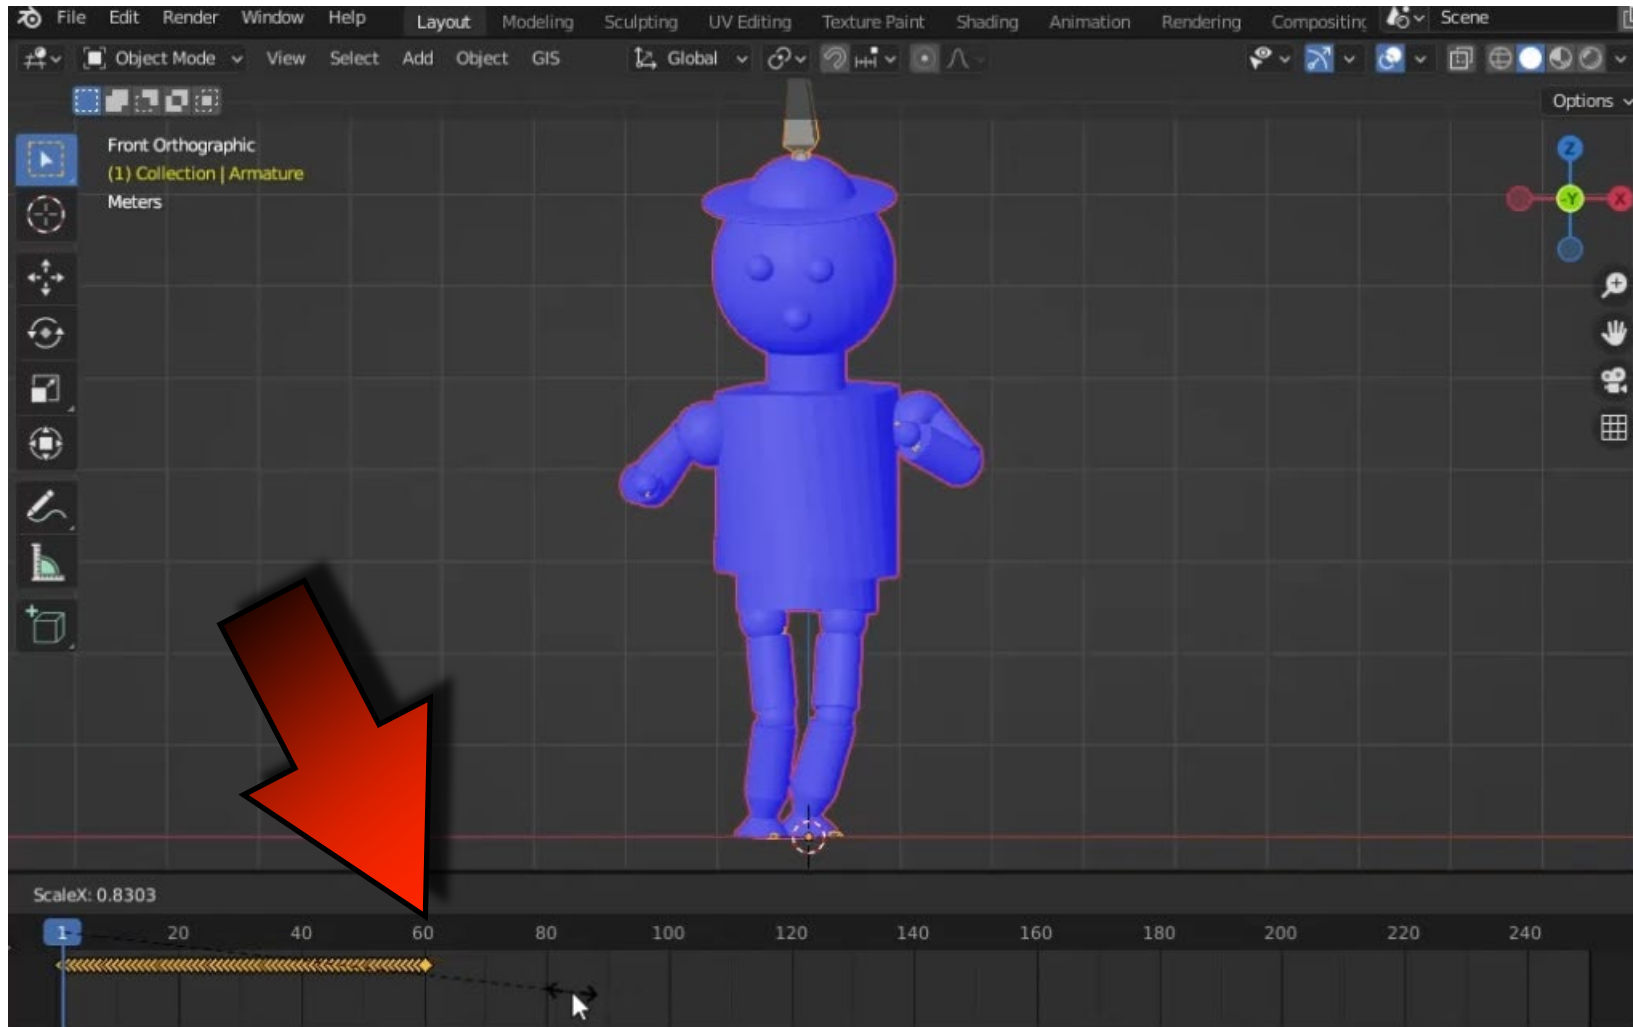 File Edit Render Window Help Layout Modeling Sculpting UV Editing Texture Paint Shading Animation Rendering Compositing Scene
Object Mode View Select Add Object GIS Global
Options
Front Orthographic
(1) Collection | Armature
Meters
Z
-Y
X
ScaleX: 0.8303
1 20 40 60 80 100 120 140 160 180 200 220 240